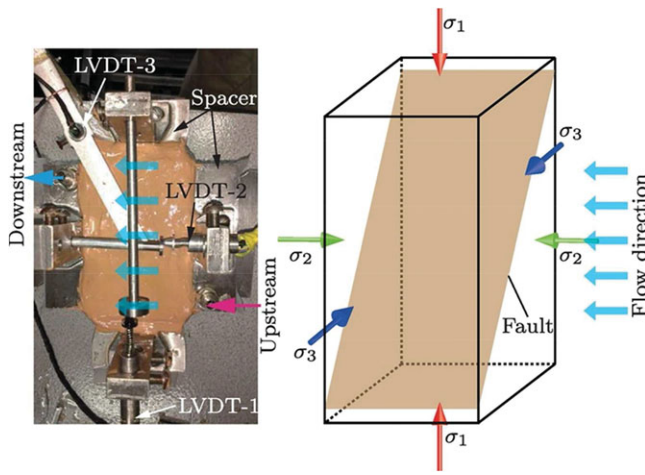 LVDT-3
Spacer
Downstream
LVDT-2
Upstream
LVDT-1
σ1
σ3
σ2
σ2
Flow direction
σ3
Fault
σ1